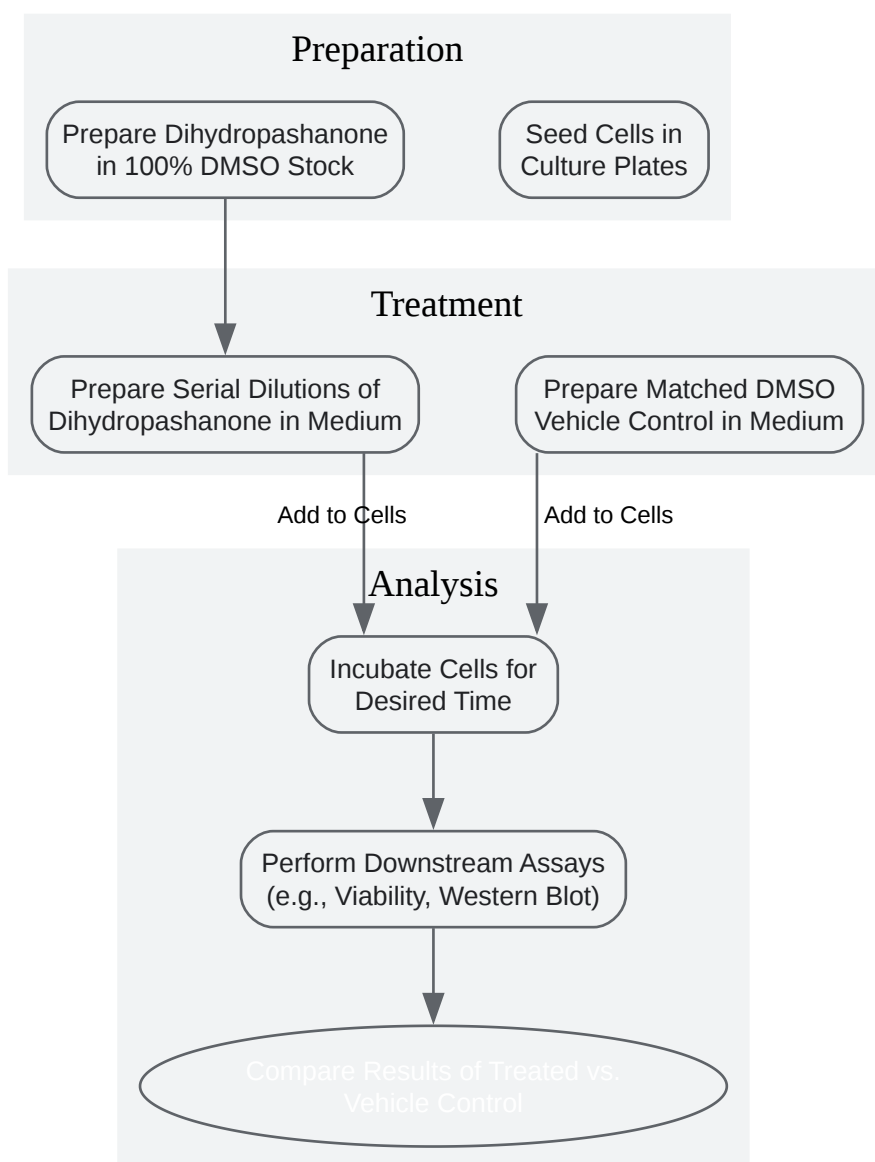 Preparation
Prepare Dihydropashanone
in 100% DMSO Stock
Seed Cells in
Culture Plates
Treatment
Prepare Serial Dilutions of
Dihydropashanone in Medium
Prepare Matched DMSO
Vehicle Control in Medium
Add to Cells
Add to Cells
Analysis
Incubate Cells for
Desired Time
Perform Downstream Assays
(e.g., Viability, Western Blot)
Compare Results of Treated vs.
Vehicle Control